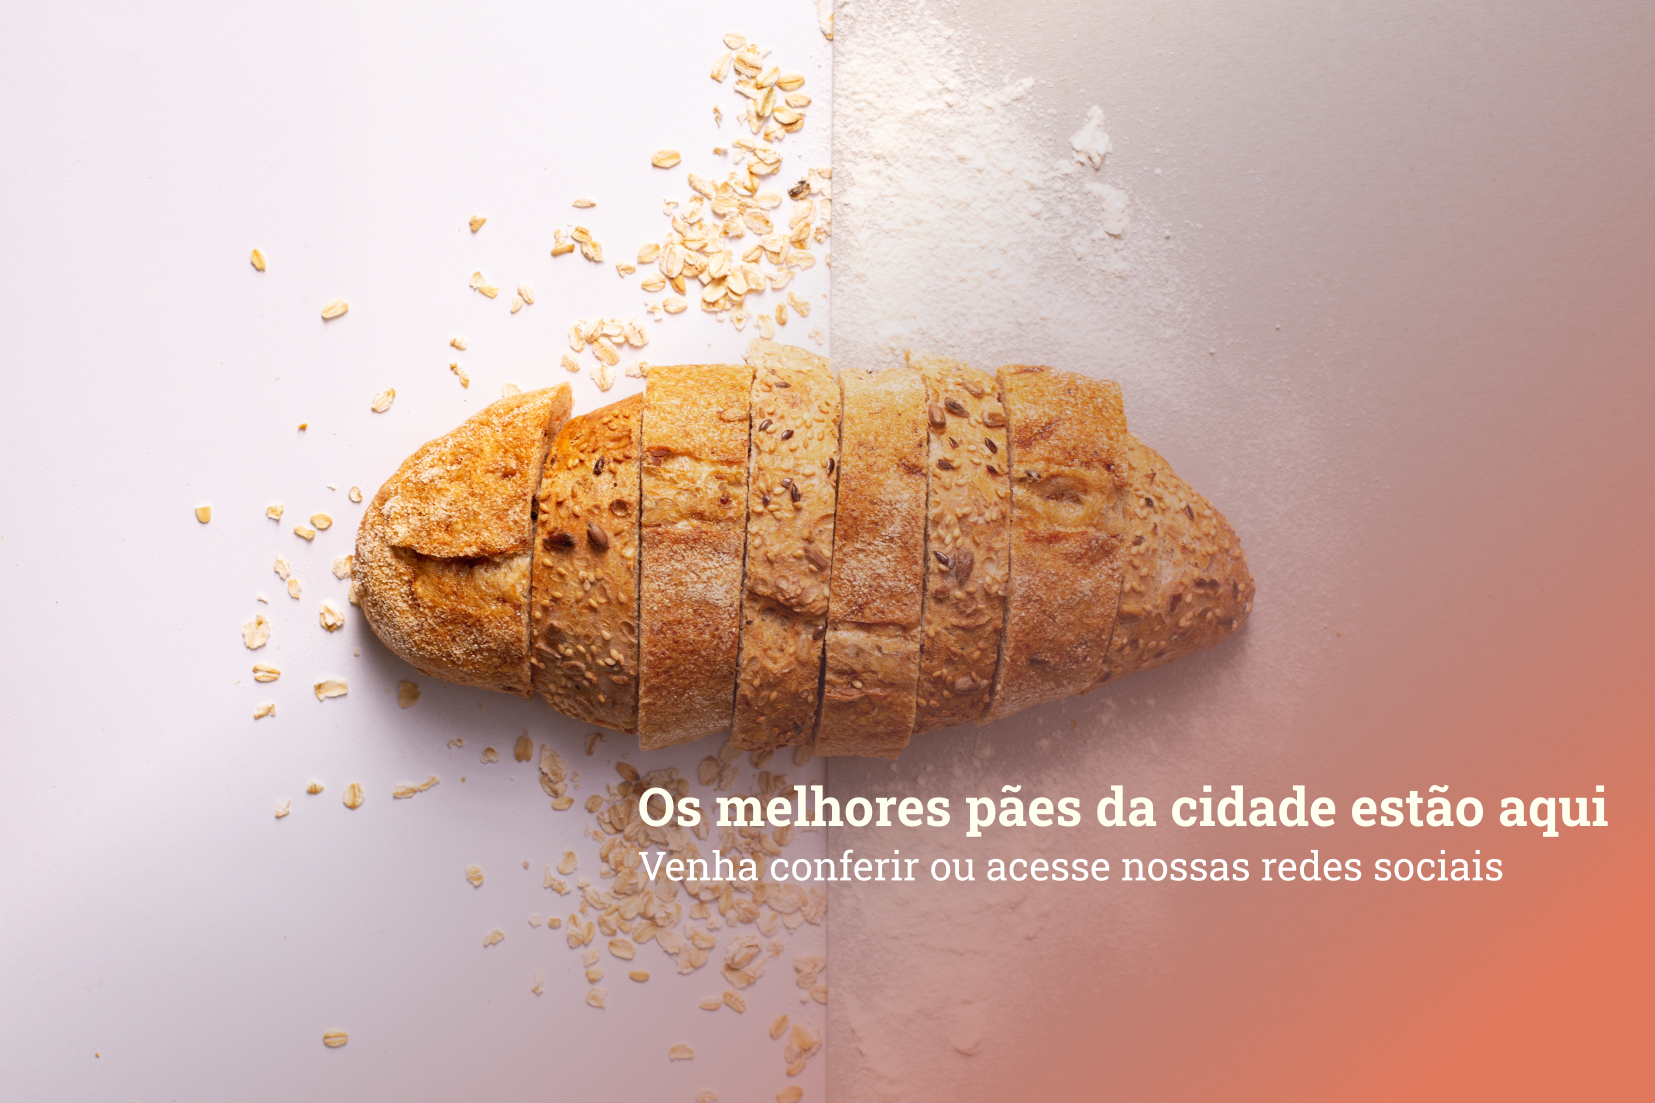 Os melhores pães da cidade estão aqui
Venha conferir ou acesse nossas redes sociais